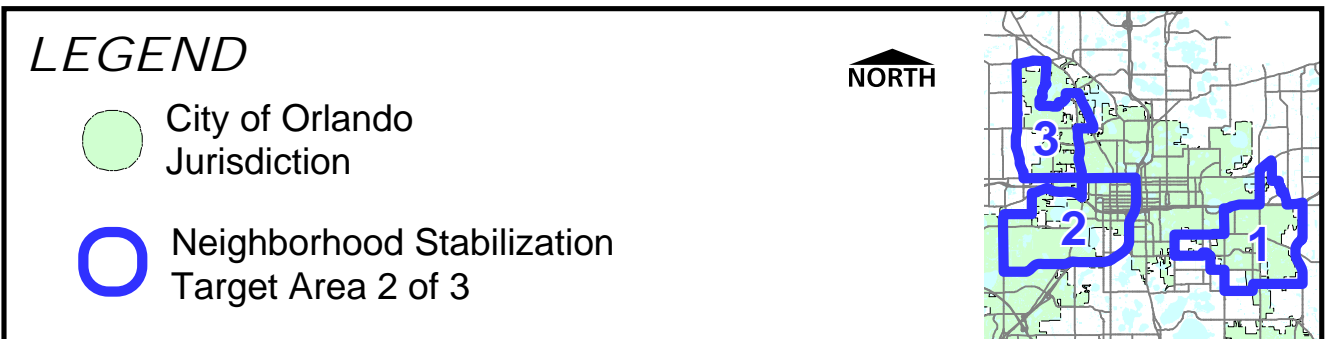 LEGEND
City of Orlando
Jurisdiction
Neighborhood Stabilization
Target Area 2 of 3
NORTH
3
2
1